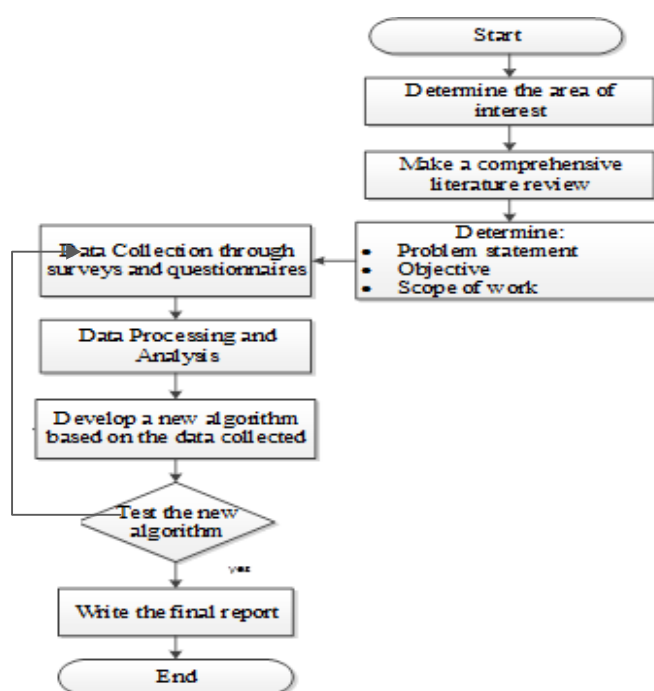 Start
Determine the area of
interest
Make a comprehensive
literature review
Determine:
• Problem statement
• Objective
• Scope of work
Data Collection through
surveys and questionnaires
Data Processing and
Analysis
Develop a new algorithm
based on the data collected
Test the new
algorithm
yes
Write the final report
End